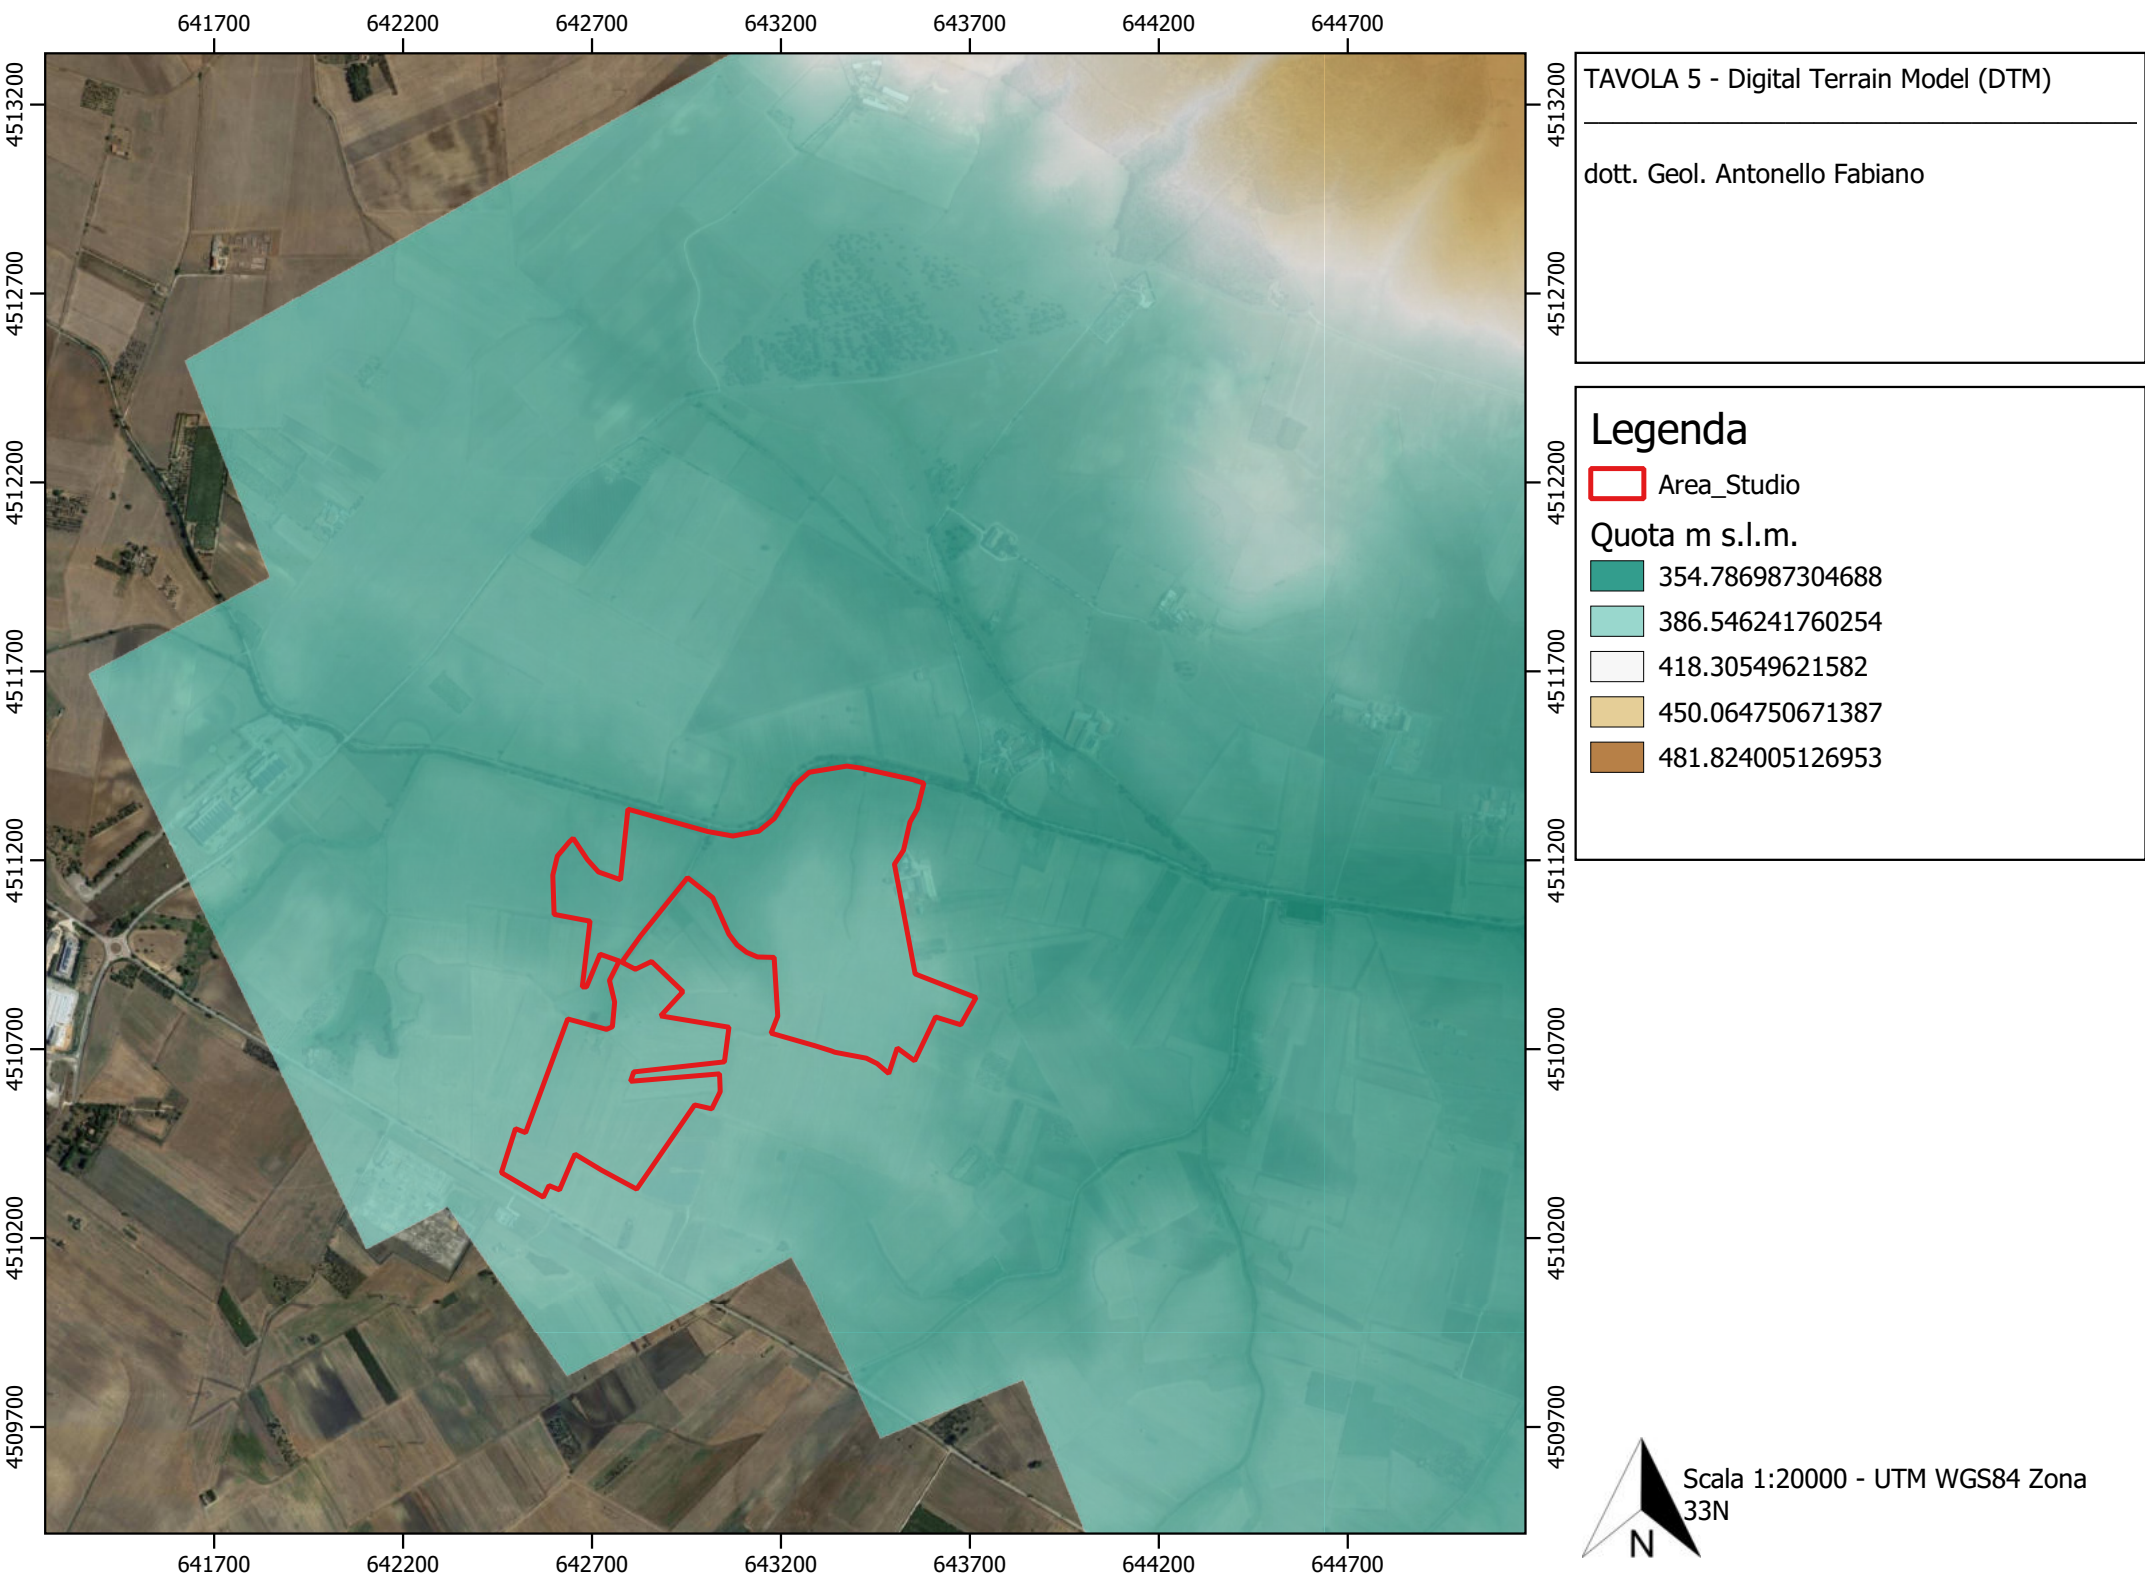 641700 642200 642700 643200 643700 644200 644700
4513200
4512700
4512200
4511700
4511200
4510700
4510200
4509700
4513200
4512700
4512200
4511700
4511200
4510700
4510200
4509700
641700 642200 642700 643200 643700 644200 644700
TAVOLA 5 - Digital Terrain Model (DTM)
dott. Geol. Antonello Fabiano
Legenda
Area_Studio
Quota m s.l.m.
354.786987304688
386.546241760254
418.30549621582
450.064750671387
481.824005126953
Scala 1:20000 - UTM WGS84 Zona
33N
N